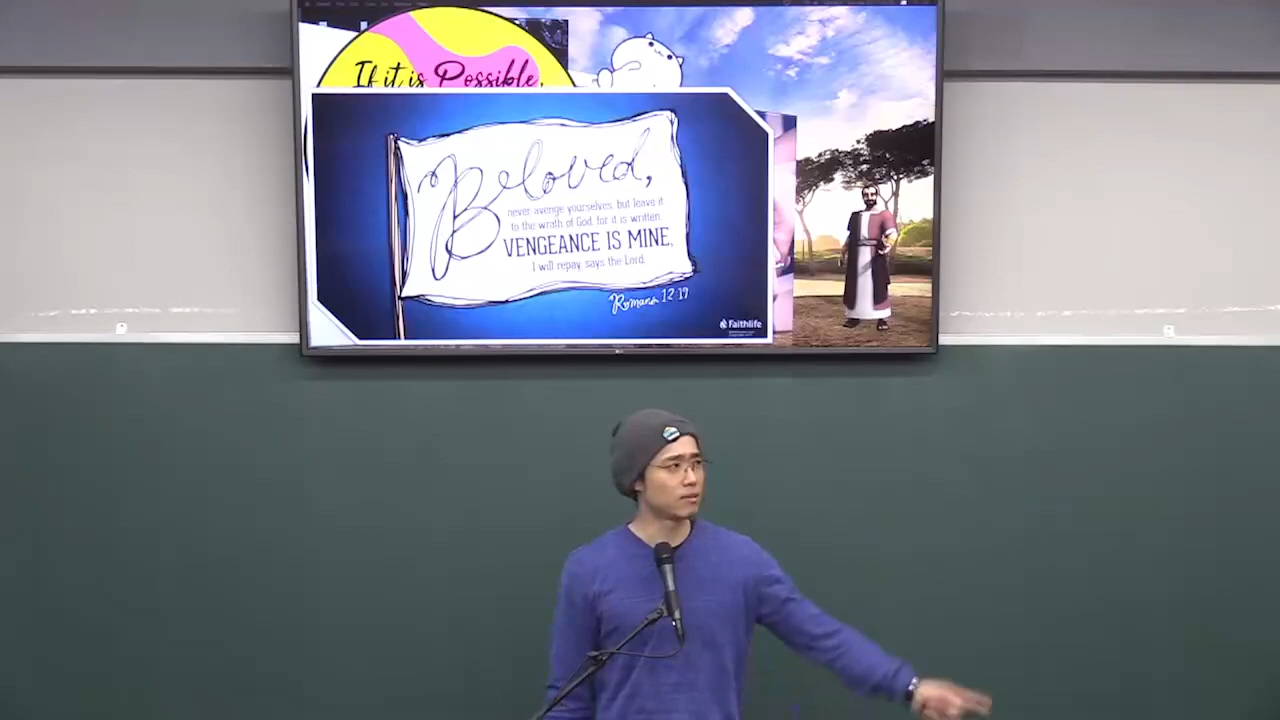 If it is Possible,
Beloved,
never avenge yourselves, but leave it
to the wrath of God, for it is written,
VENGEANCE IS MINE,
I will repay, says the Lord.
Romans 12:19
Faithlife